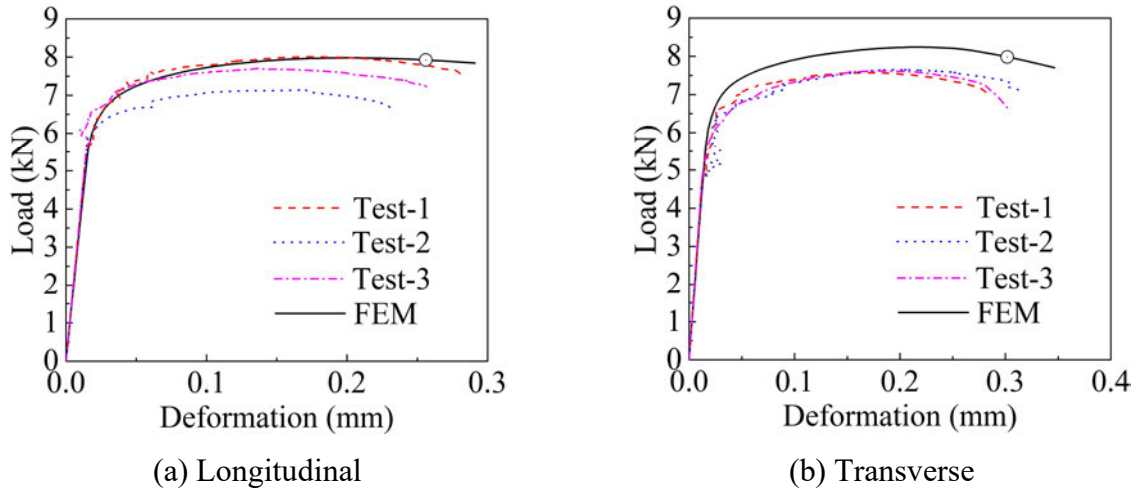 9
8
7
6
5
4
3
2
1
0
Load (kN)
Test-1
Test-2
Test-3
FEM
0.0 0.1 0.2 0.3
Deformation (mm)
(a) Longitudinal
9
8
7
6
5
4
3
2
1
0
Load (kN)
Test-1
Test-2
Test-3
FEM
0.0 0.1 0.2 0.3 0.4
Deformation (mm)
(b) Transverse